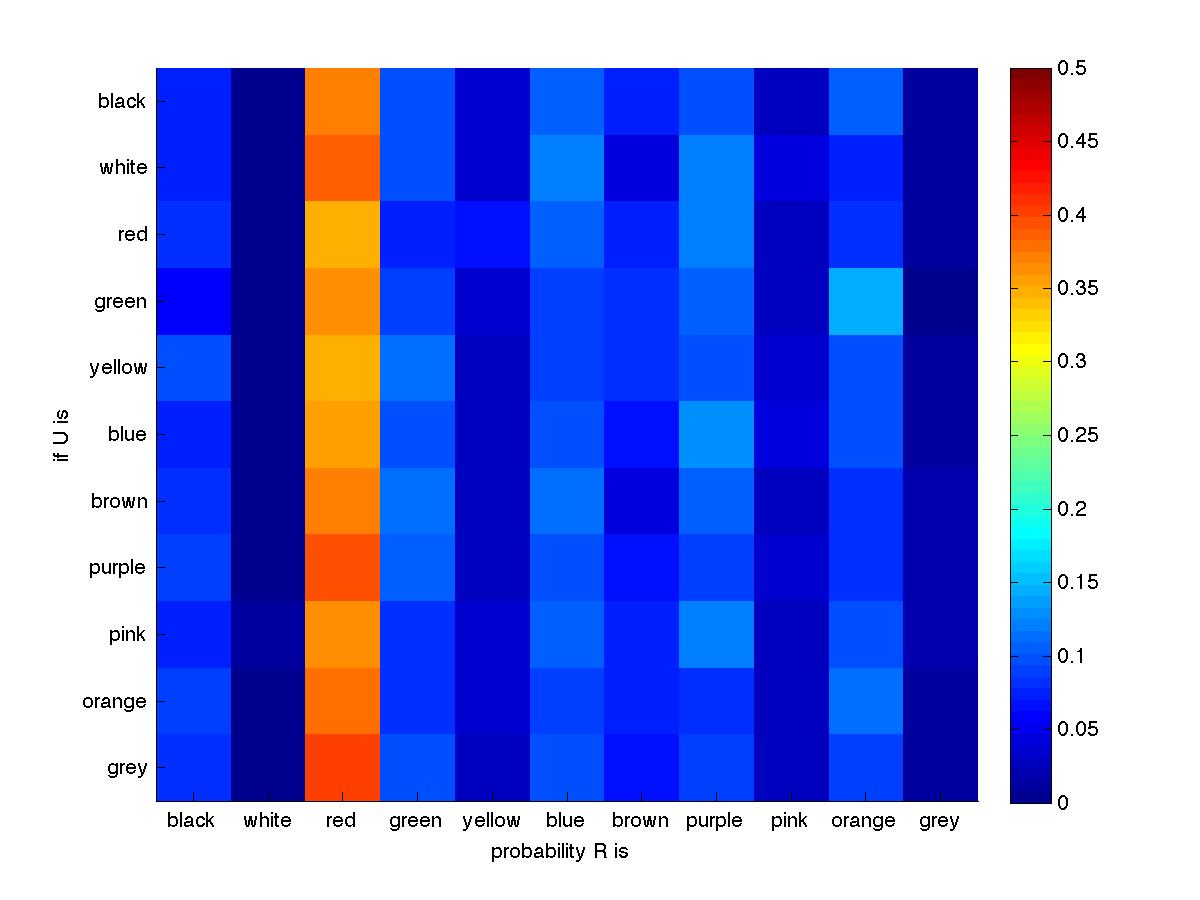 black
white
red
green
yellow
blue
brown
purple
pink
orange
grey
if U is
black white red green yellow blue brown purple pink orange grey
probability R is
0.5
0.45
0.4
0.35
0.3
0.25
0.2
0.15
0.1
0.05
0